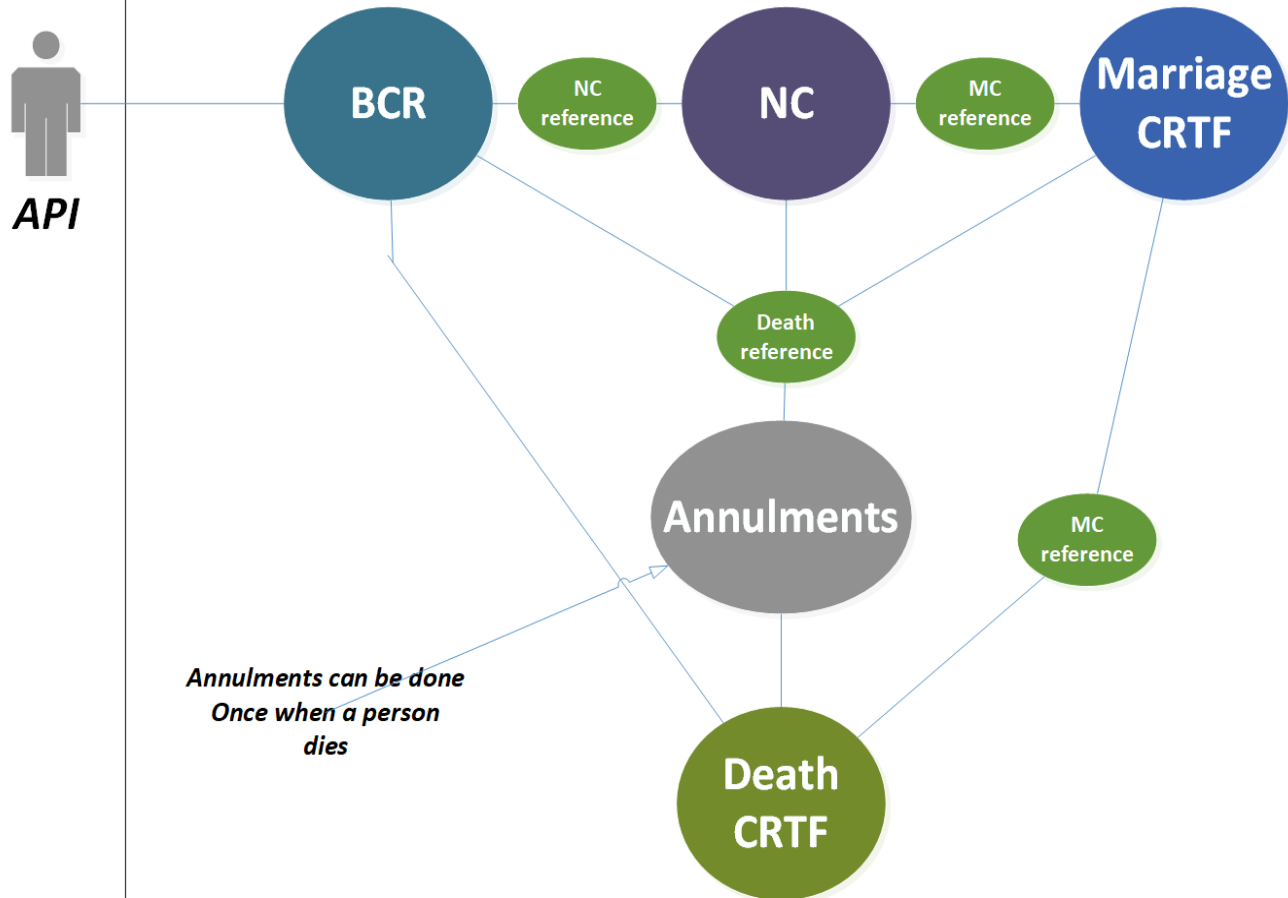 API
BCR
NC
reference
NC
MC
reference
Marriage
CRTF
Death
reference
Annulments
MC
reference
Annulments can be done
Once when a person
dies
Death
CRTF